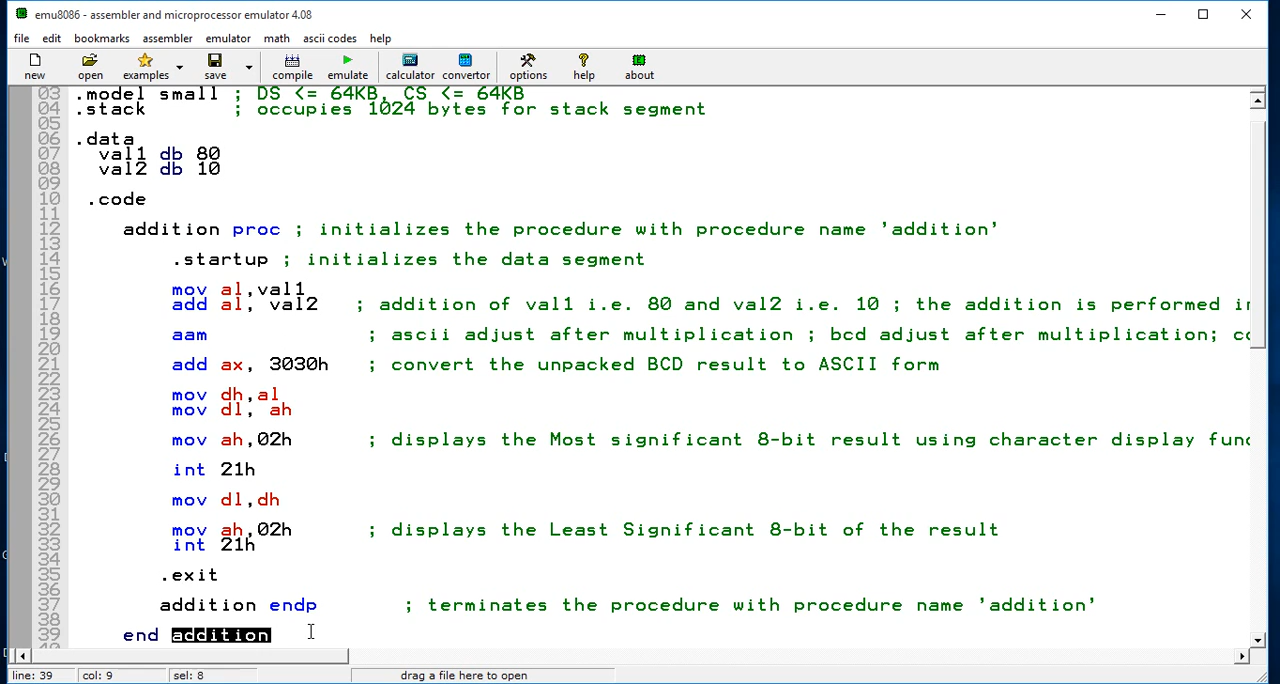 emu8086 - assembler and microprocessor emulator 4.08
file edit bookmarks assembler emulator math ascii codes help
new open examples save compile emulate calculator convertor options help about
03 .model small ; DS <= 64KB, CS <= 64KB
04 .stack ; occupies 1024 bytes for stack segment
05
06 .data
07 val1 db 80
08 val2 db 10
09
10 .code
11
12 addition proc ; initializes the procedure with procedure name 'addition'
13
14 .startup ; initializes the data segment
15
16 mov al,val1
17 add al, val2 ; addition of val1 i.e. 80 and val2 i.e. 10 ; the addition is performed
18
19 aam ; ascii adjust after multiplication ; bcd adjust after multiplication;
20
21 add ax, 3030h ; convert the unpacked BCD result to ASCII form
22
23 mov dh,al
24 mov dl, ah
25
26 mov ah,02h ; displays the Most significant 8-bit result using character display
27
28 int 21h
29
30 mov dl,dh
31
32 mov ah,02h ; displays the Least Significant 8-bit of the result
33 int 21h
34
35 .exit
36
37 addition endp ; terminates the procedure with procedure name 'addition'
38
39 end addition
line: 39 col: 9 sel: 8 drag a file here to open